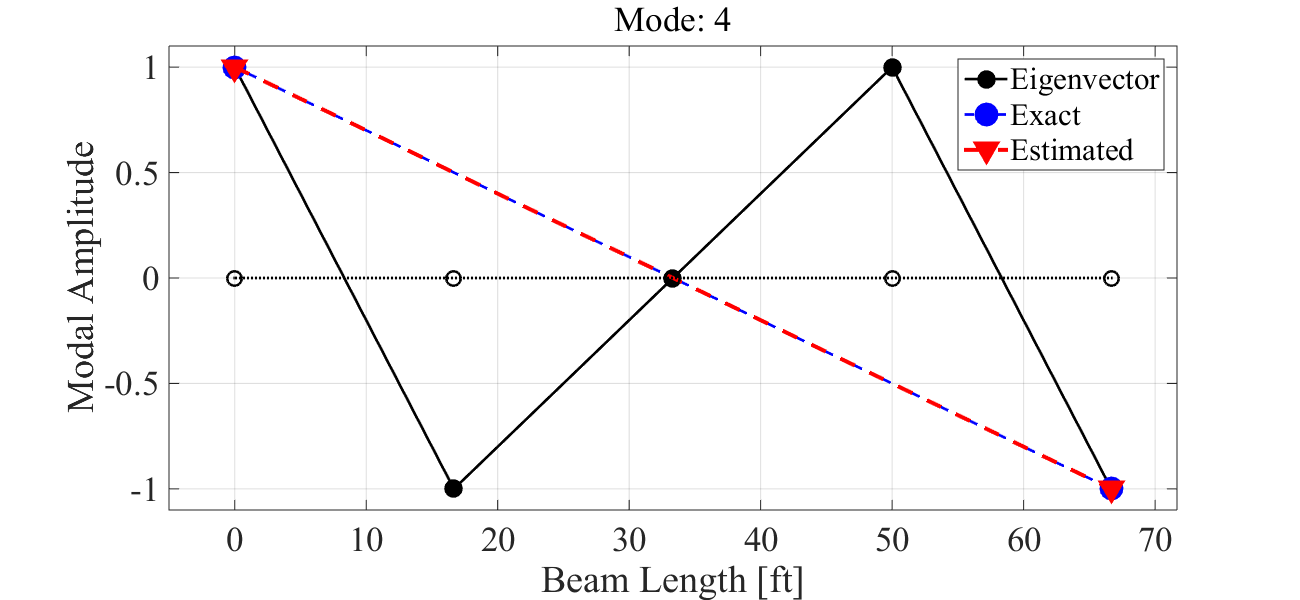 Mode: 4
Modal Amplitude
1
0.5
0
-0.5
-1
Eigenvector
Exact
Estimated
0 10 20 30 40 50 60 70
Beam Length [ft]